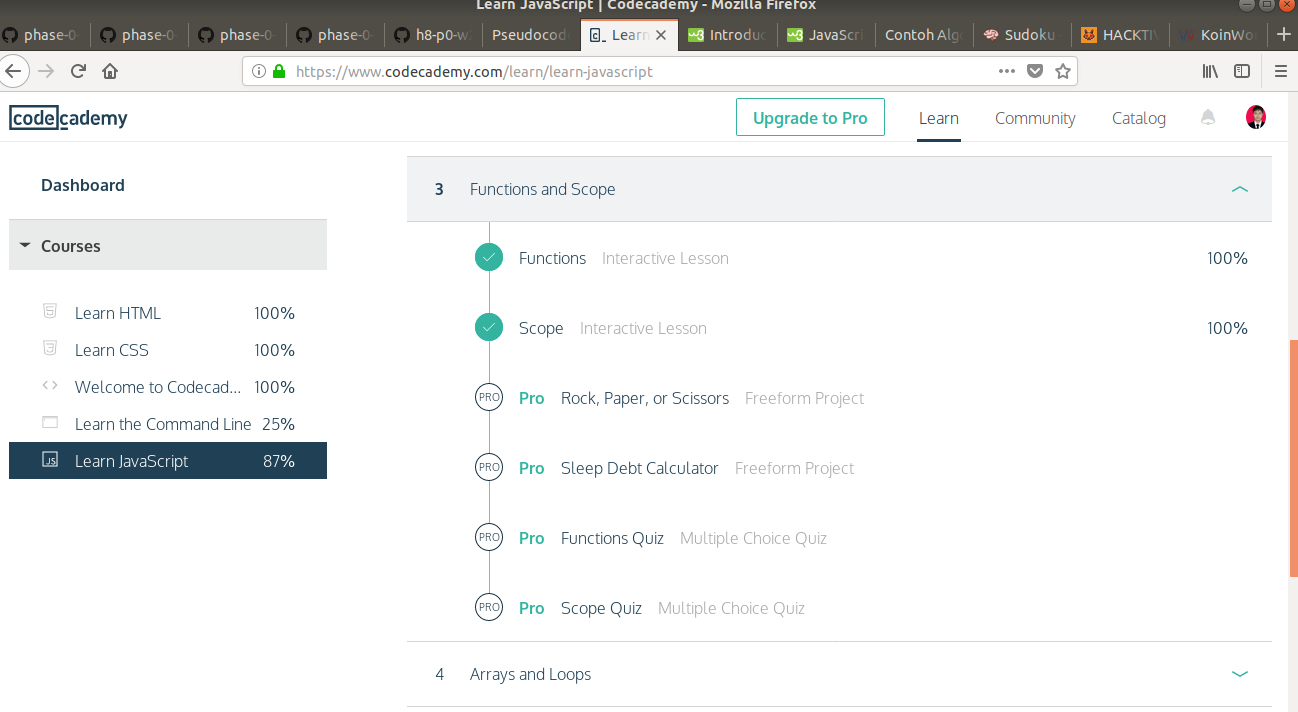 Learn JavaScript | Codecademy - Mozilla Firefox
phase-0- phase-0- phase-0- phase-0- h8-p0-w Pseudocod Learn Introduc JavaScri Contoh Alg Sudoku HACKTIV KoinWor
https://www.codecademy.com/learn/learn-javascript
codecademy Upgrade to Pro Learn Community Catalog
Dashboard
Courses
Learn HTML 100%
Learn CSS 100%
Welcome to Codecad... 100%
Learn the Command Line 25%
JS Learn JavaScript 87%
3 Functions and Scope
Functions Interactive Lesson 100%
Scope Interactive Lesson 100%
PRO Pro Rock, Paper, or Scissors Freeform Project
PRO Pro Sleep Debt Calculator Freeform Project
PRO Pro Functions Quiz Multiple Choice Quiz
PRO Pro Scope Quiz Multiple Choice Quiz
4 Arrays and Loops